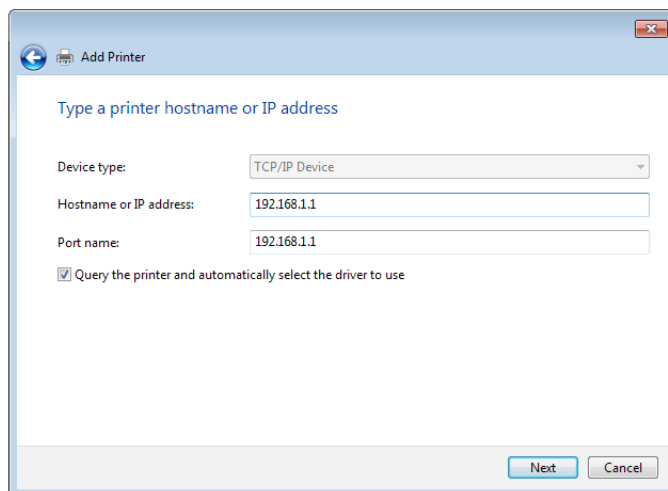 Add Printer
Type a printer hostname or IP address
Device type: TCP/IP Device
Hostname or IP address: 192.168.1.1
Port name: 192.168.1.1
Query the printer and automatically select the driver to use
Next Cancel